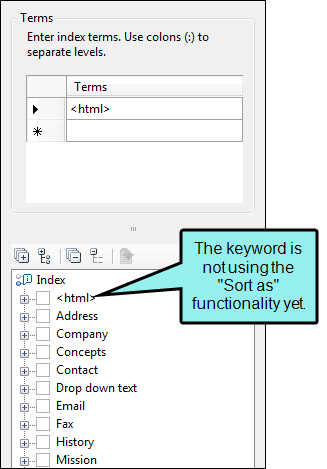 Terms
Enter index terms. Use colons (:) to
separate levels.
Terms
<html>
The keyword is
not using the
"Sort as"
functionality yet.
Index
<html>
Address
Company
Concepts
Contact
Drop down text
Email
Fax
History
Mission